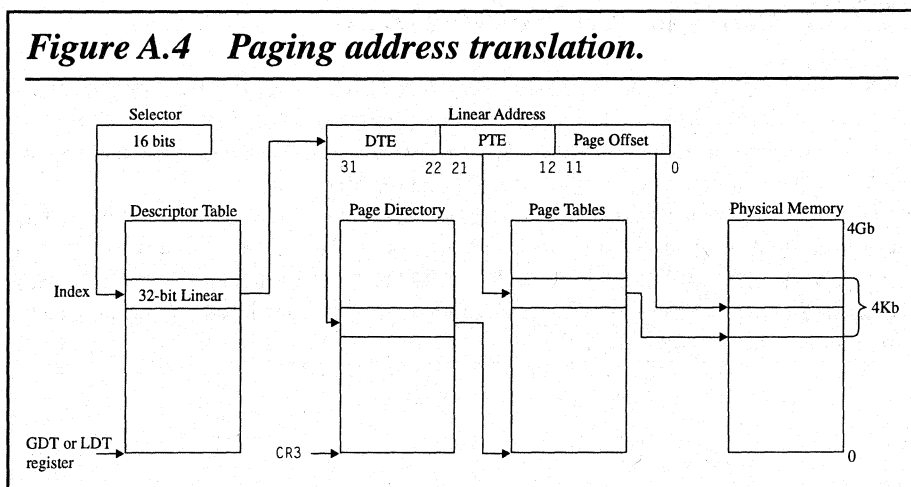 Figure A.4 Paging address translation.
Selector
16 bits
Linear Address
DTE PTE Page Offset
31 22 21 12 11 0
Descriptor Table
Page Directory
Page Tables
Physical Memory
4Gb
Index
32-bit Linear
4Kb
GDT or LDT
register
CR3
0